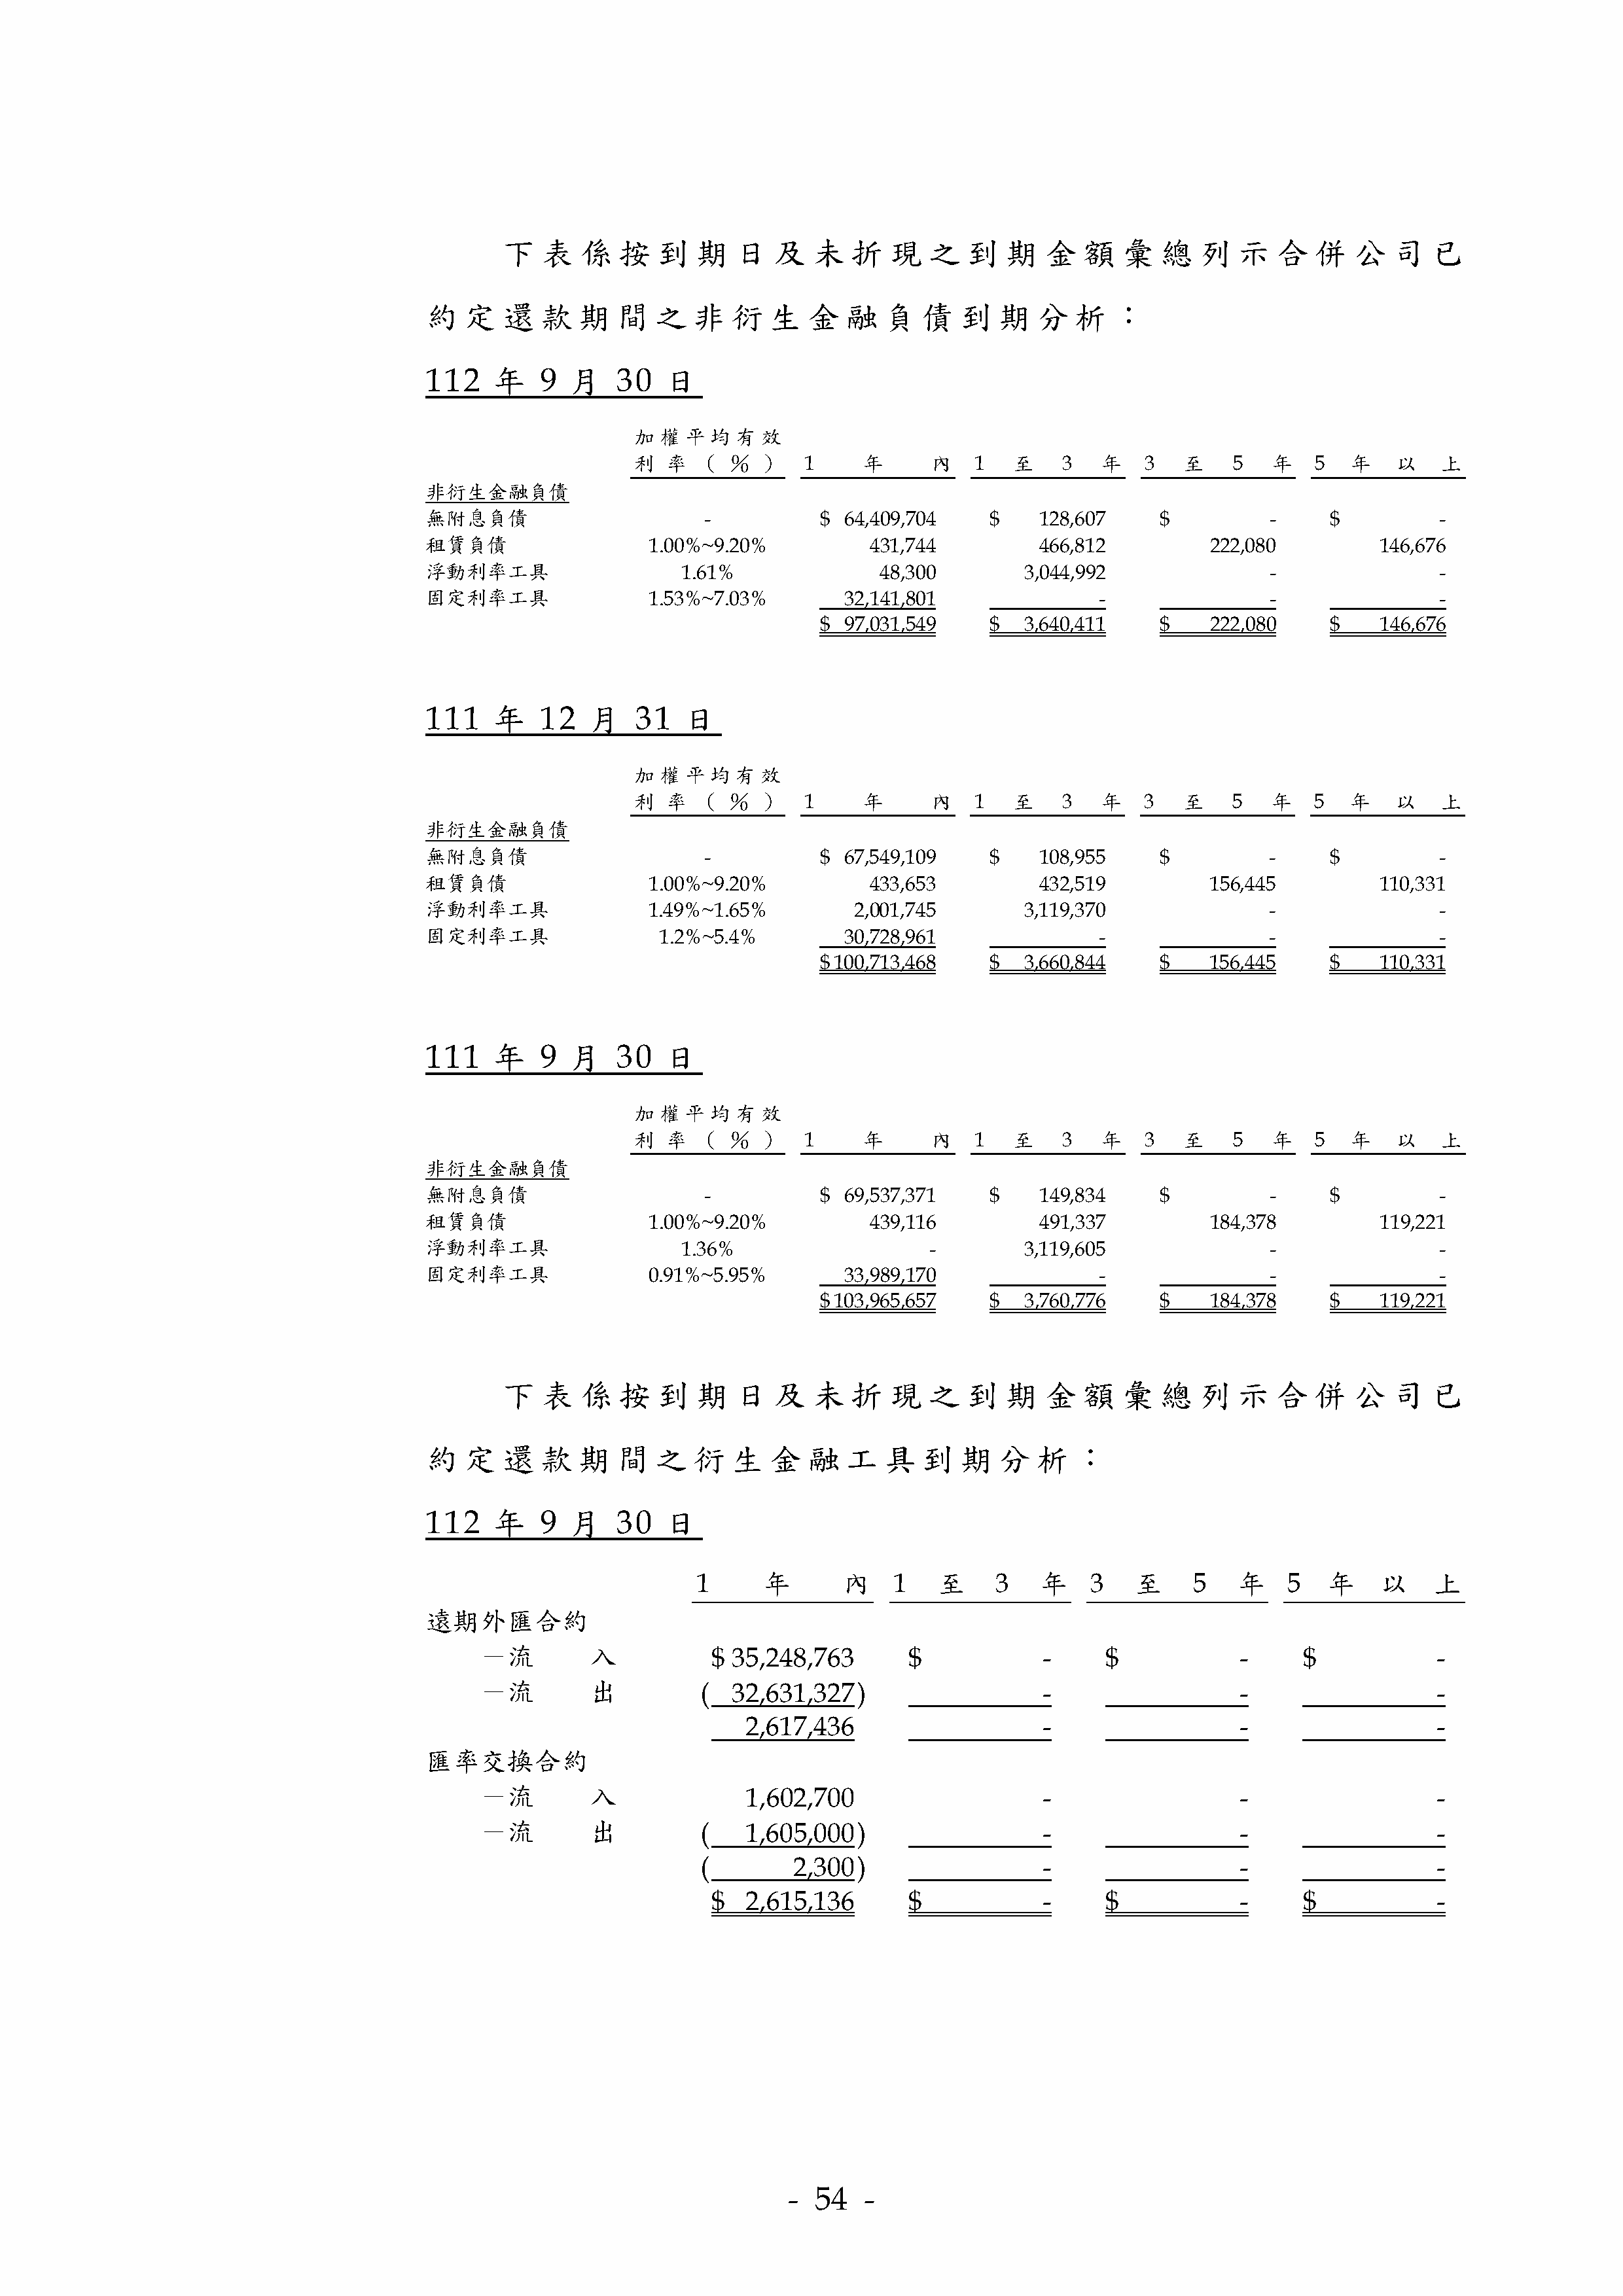 下表係按到期日及未折現之到期金額彙總列示合併公司已
約定還款期間之非衍生金融負債到期分析：
112 年 9 月 30 日
加權平均有效
利率（%） 1年內 1至3年 3至5年 5年以上
非衍生金融負債
無附息負債 - $ 64,409,704 $ 128,607 $ - $ -
租賃負債 1.00%~9.20% 431,744 466,812 222,080 146,676
浮動利率工具 1.61% 48,300 3,044,992 - -
固定利率工具 1.53%~7.03% 32,141,801 - - -
$ 97,031,549 $ 3,640,411 $ 222,080 $ 146,676
111 年 12 月 31 日
加權平均有效
利率（%） 1年內 1至3年 3至5年 5年以上
非衍生金融負債
無附息負債 - $ 67,549,109 $ 108,955 $ - $ -
租賃負債 1.00%~9.20% 433,653 432,519 156,445 110,331
浮動利率工具 1.49%~1.65% 2,001,745 3,119,370 - -
固定利率工具 1.2%~5.4% 30,728,961 - - -
$100,713,468 $ 3,660,844 $ 156,445 $ 110,331
111 年 9 月 30 日
加權平均有效
利率（%） 1年內 1至3年 3至5年 5年以上
非衍生金融負債
無附息負債 - $ 69,537,371 $ 149,834 $ - $ -
租賃負債 1.00%~9.20% 439,116 491,337 184,378 119,221
浮動利率工具 1.36% - 3,119,605 - -
固定利率工具 0.91%~5.95% 33,989,170 - - -
$103,965,657 $ 3,760,776 $ 184,378 $ 119,221
下表係按到期日及未折現之到期金額彙總列示合併公司已
約定還款期間之衍生金融工具到期分析：
112 年 9 月 30 日
1年內 1至3年 3至5年 5年以上
遠期外匯合約
－流入 $ 35,248,763 $ - $ - $ -
－流出 ( 32,631,327) - - -
2,617,436 - - -
匯率交換合約
－流入 1,602,700 - - -
－流出 ( 1,605,000) - - -
( 2,300) - - -
$ 2,615,136 $ - $ - $ -
- 54 -